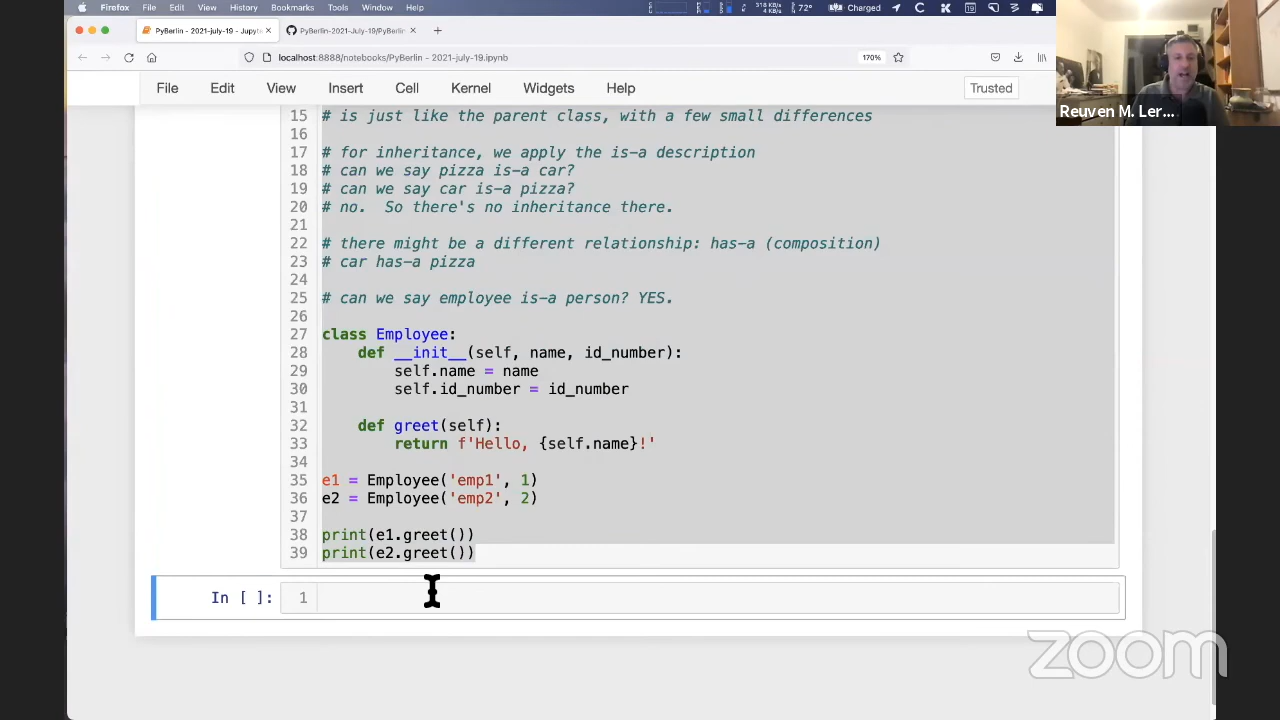 Firefox File Edit View History Bookmarks Tools Window Help
318 KB 4 KB/s 72° Charged
PyBerlin - 2021-july-19 - Jupyt
PyBerlin-2021-July-19/PyBerlin
localhost:8888/notebooks/PyBerlin - 2021-july-19.ipynb
170%
File Edit View Insert Cell Kernel Widgets Help Trusted
Reuven M. Ler...
15 # is just like the parent class, with a few small differences
16
17 # for inheritance, we apply the is-a description
18 # can we say pizza is-a car?
19 # can we say car is-a pizza?
20 # no.  So there's no inheritance there.
21
22 # there might be a different relationship: has-a (composition)
23 # car has-a pizza
24
25 # can we say employee is-a person? YES.
26
27 class Employee:
28     def __init__(self, name, id_number):
29         self.name = name
30         self.id_number = id_number
31
32     def greet(self):
33         return f'Hello, {self.name}!'
34
35 e1 = Employee('emp1', 1)
36 e2 = Employee('emp2', 2)
37
38 print(e1.greet())
39 print(e2.greet())
In [ ]: 1
zoom